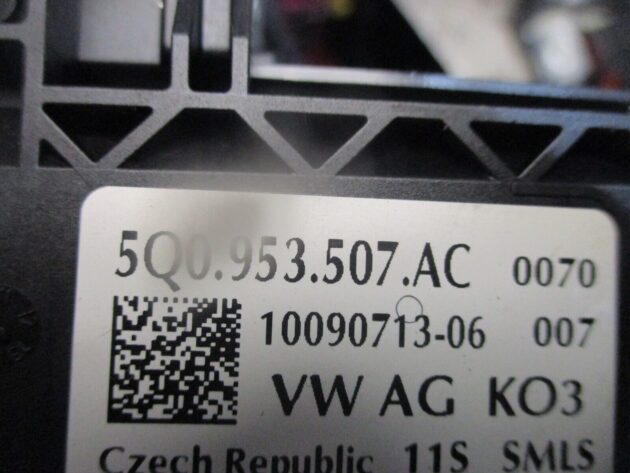 5Q0.953.507.AC 0070
10090713-06 007
VW AG KO3
Czech Republic 11S SMLS